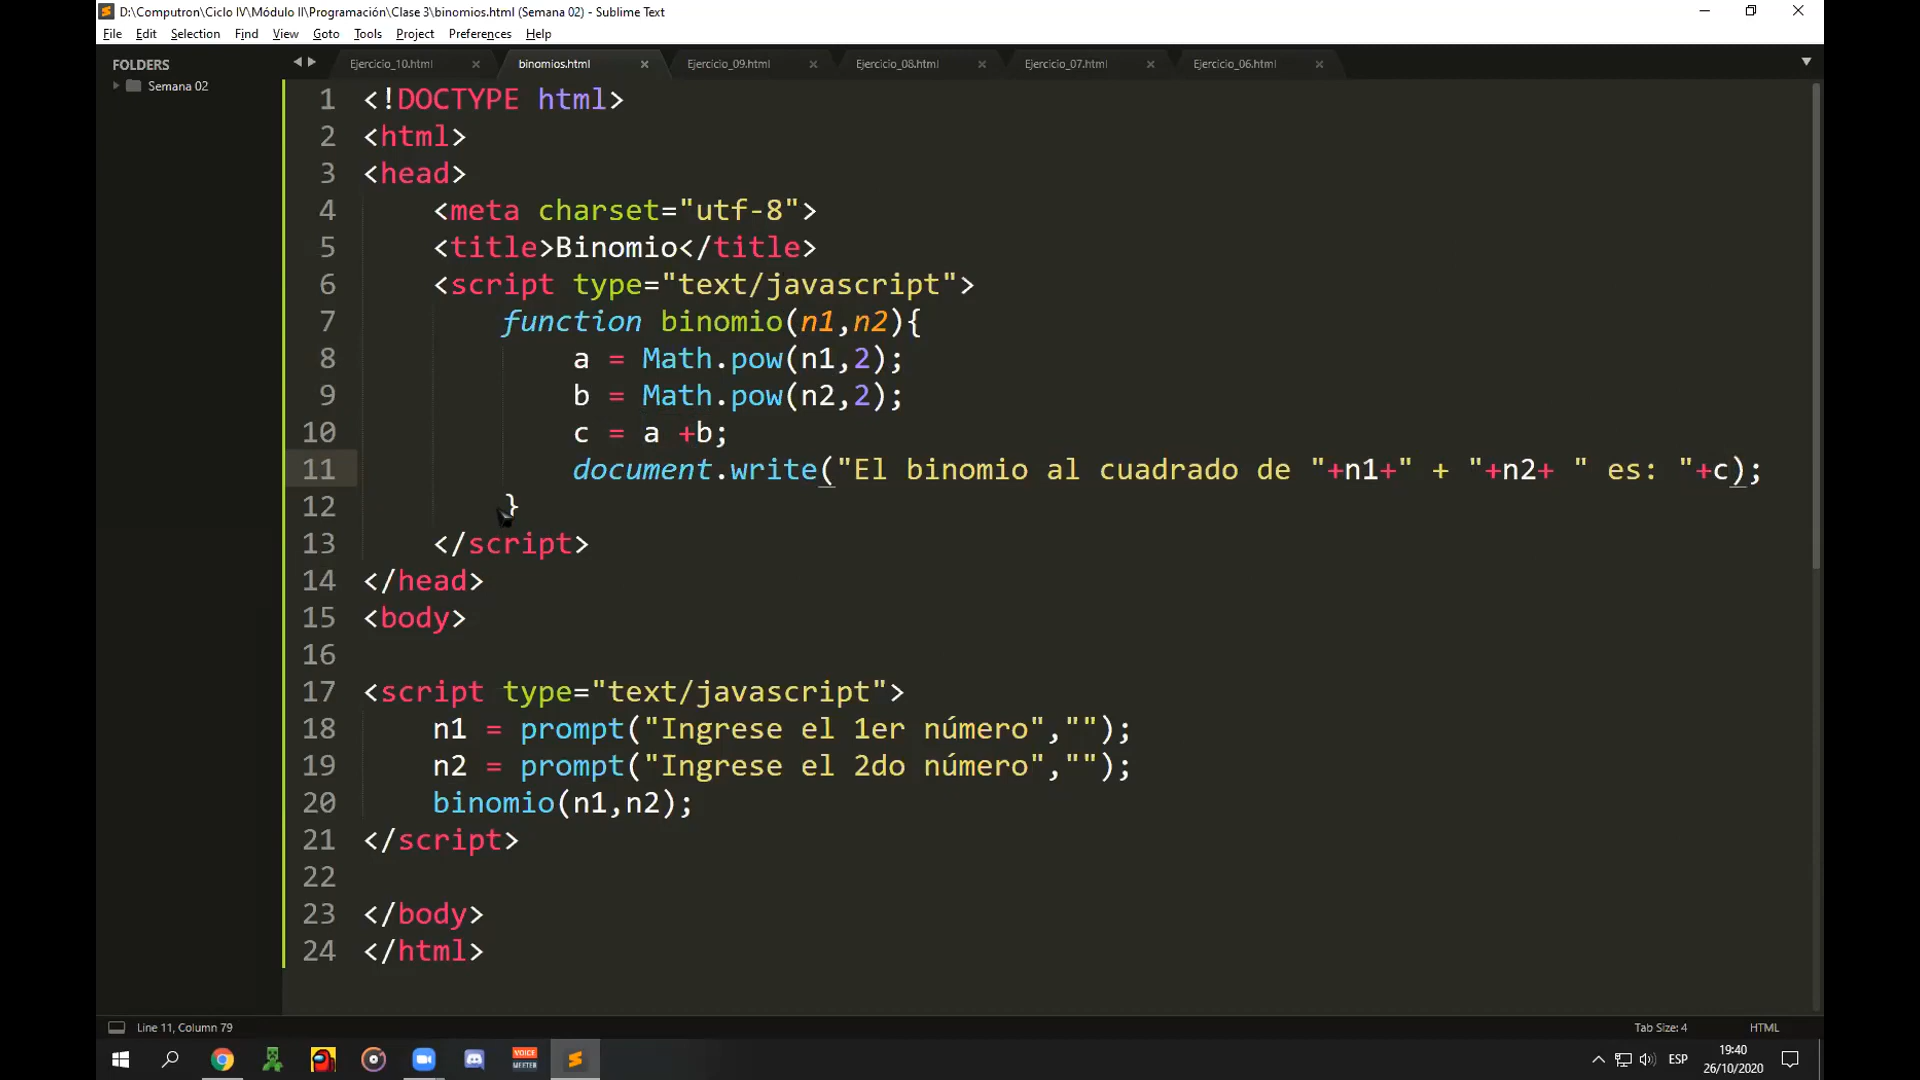 D:\Computron\Ciclo IV\Módulo II\Programación\Clase 3\binomios.html (Semana 02) - Sublime Text
File Edit Selection Find View Goto Tools Project Preferences Help
FOLDERS
Semana 02
Ejercicio_10.html binomios.html Ejercicio_09.html Ejercicio_08.html Ejercicio_07.html Ejercicio_06.html
1 <!DOCTYPE html>
2 <html>
3 <head>
4 <meta charset="utf-8">
5 <title>Binomio</title>
6 <script type="text/javascript">
7 function binomio(n1,n2){
8 a = Math.pow(n1,2);
9 b = Math.pow(n2,2);
10 c = a +b;
11 document.write("El binomio al cuadrado de "+n1+" + "+n2+ " es: "+c);
12 }
13 </script>
14 </head>
15 <body>
16
17 <script type="text/javascript">
18 n1 = prompt("Ingrese el 1er número","");
19 n2 = prompt("Ingrese el 2do número","");
20 binomio(n1,n2);
21 </script>
22
23 </body>
24 </html>
Line 11, Column 79
Tab Size: 4
HTML
VOICE
MEETER
ESP
19:40
26/10/2020